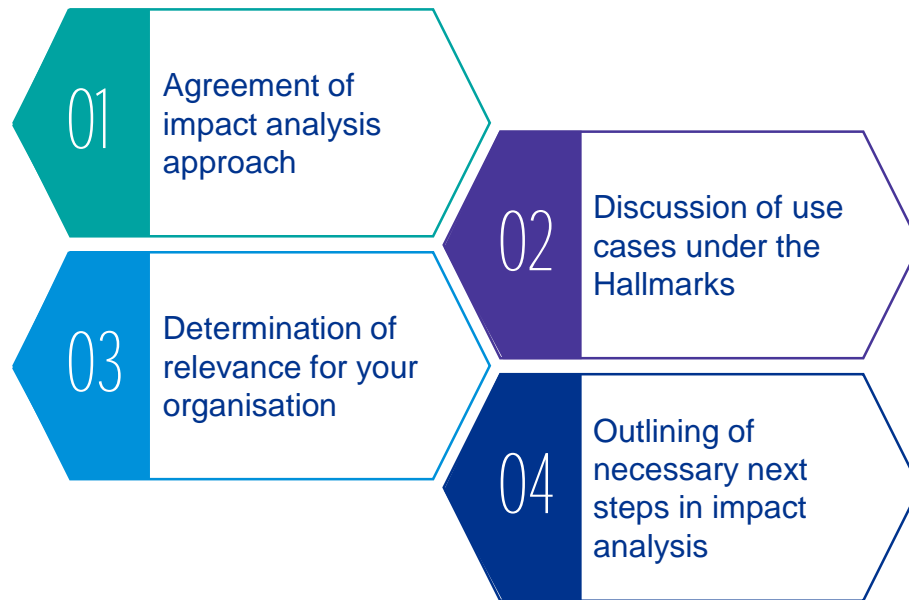 01
Agreement of
impact analysis
approach
02
Discussion of use
cases under the
Hallmarks
03
Determination of
relevance for your
organisation
04
Outlining of
necessary next
steps in impact
analysis